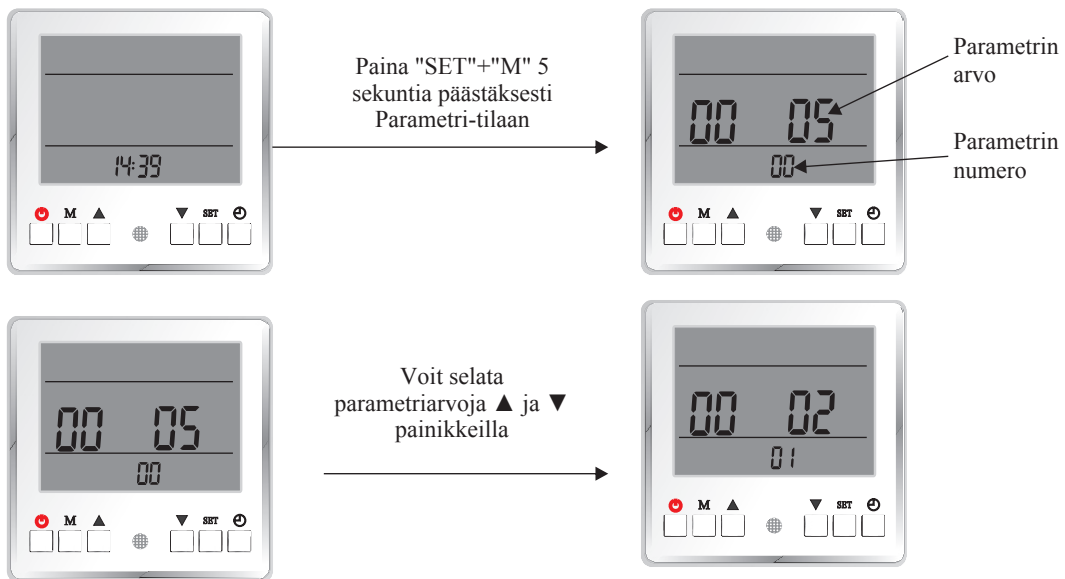 Paina "SET"+"M" 5
sekuntia päästäksesti
Parametri-tilaan
14:39
M ▲ ▼ SET
00 05
00
M ▲ ▼ SET
Parametrin
arvo
Parametrin
numero
00 05
00
M ▲ ▼ SET
Voit selata
parametriarvoja ▲ ja ▼
painikkeilla
00 02
01
M ▲ ▼ SET